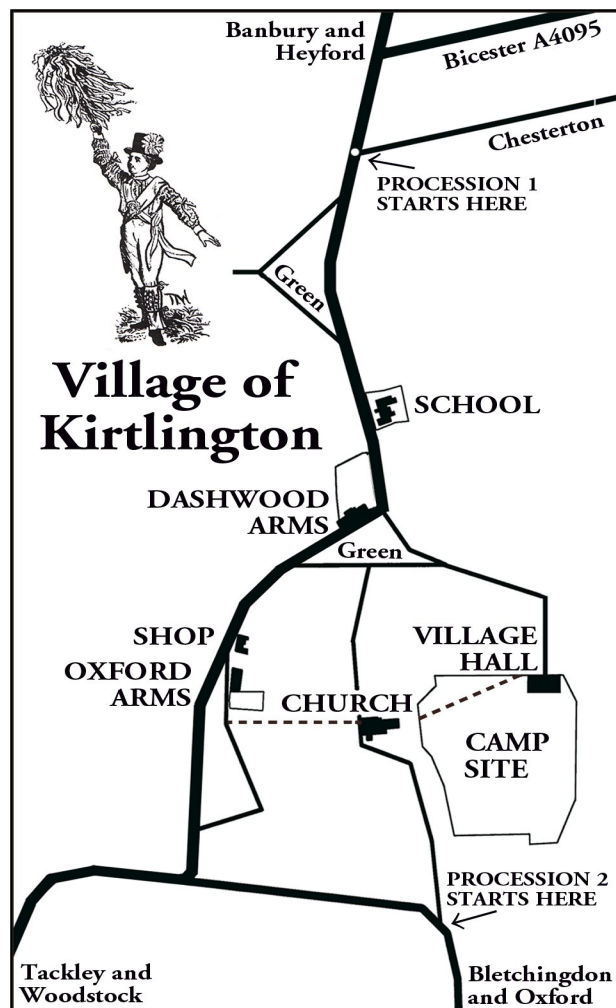 Banbury and
Heyford
Bicester A4095
Chesterton
PROCESSION 1
STARTS HERE
Green
Village of
Kirtlington
SCHOOL
DASHWOOD
ARMS
Green
SHOP
VILLAGE
HALL
OXFORD
ARMS
CHURCH
CAMP
SITE
PROCESSION 2
STARTS HERE
Tackley and
Woodstock
Bletchingdon
and Oxford